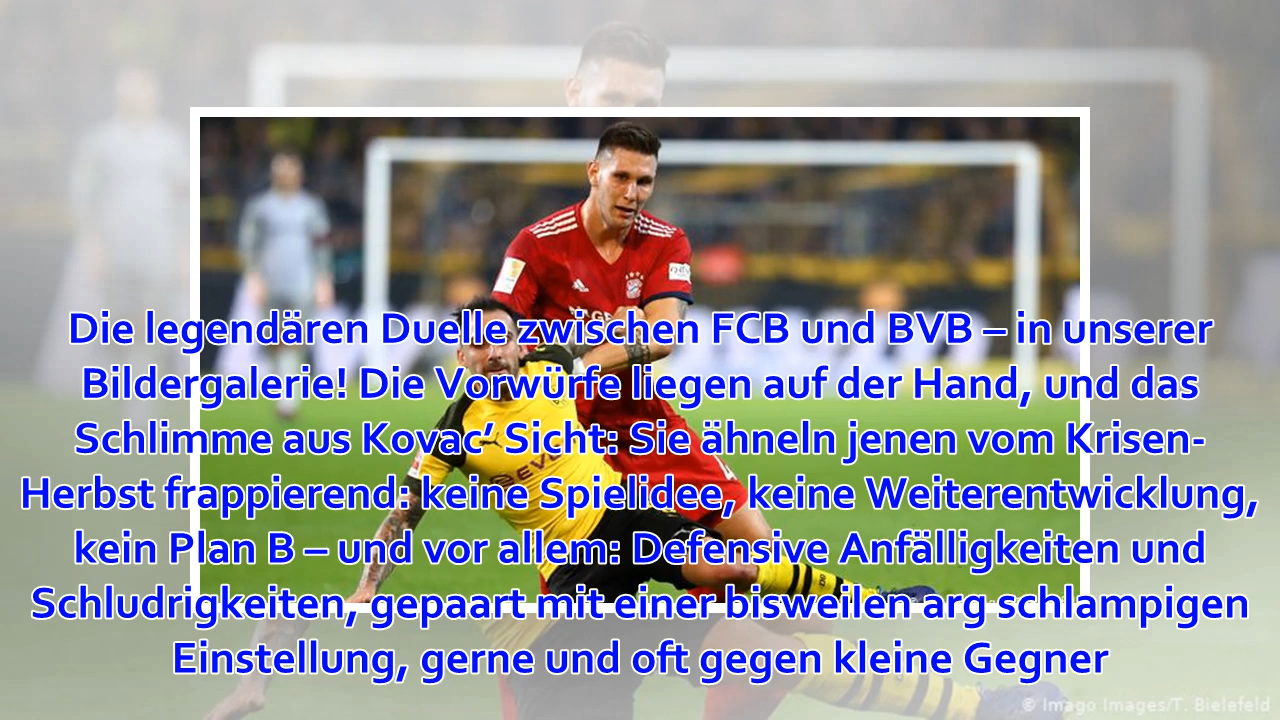 Die legendären Duelle zwischen FCB und BVB – in unserer
Bildergalerie! Die Vorwürfe liegen auf der Hand, und das
Schlimme aus Kovac‘ Sicht: Sie ähneln jenen vom Krisen-
Herbst frappierend: keine Spielidee, keine Weiterentwicklung,
kein Plan B – und vor allem: Defensive Anfälligkeiten und
Schludrigkeiten, gepaart mit einer bisweilen arg schlampigen
Einstellung, gerne und oft gegen kleine Gegner
© Imago Images/T. Bielefeld